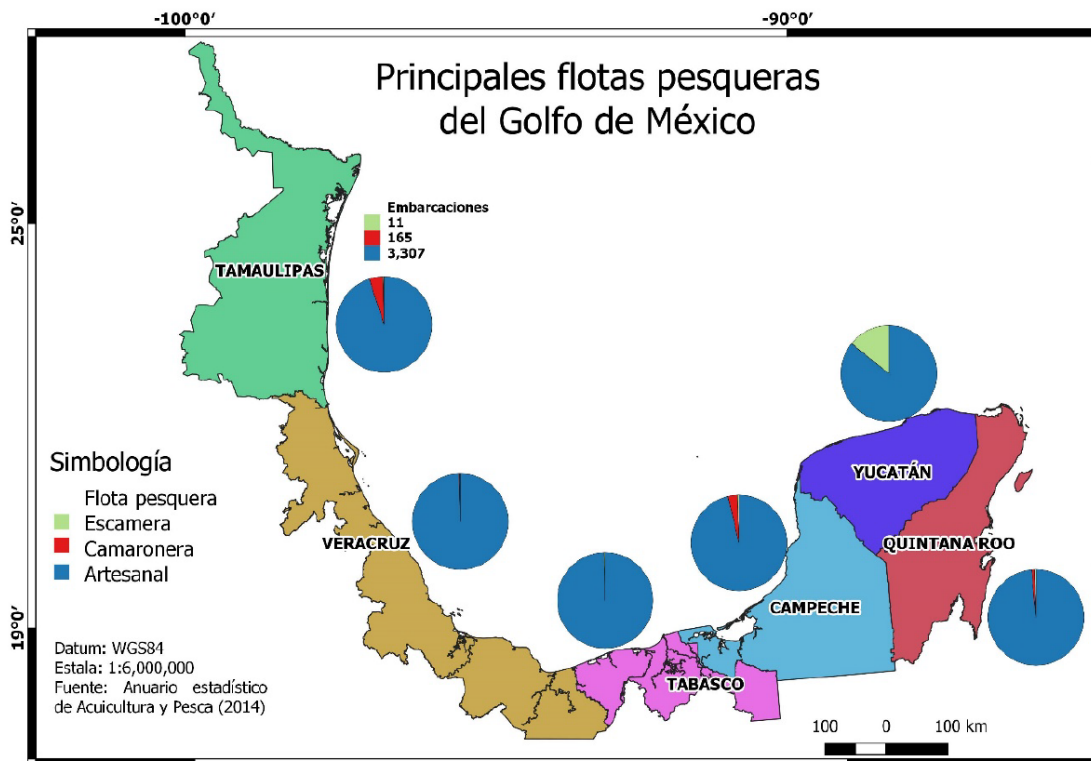 -100°0'
-90°0'
Principales flotas pesqueras
del Golfo de México
25°0'
Embarcaciones
11
165
3,307
TAMAULIPAS
YUCATÁN
Simbología
Flota pesquera
Escamera
Camaronera
Artesanal
VERACRUZ
QUINTANA ROO
CAMPECHE
19°0'
Datum: WGS84
Estala: 1:6,000,000
Fuente: Anuario estadístico
de Acuicultura y Pesca (2014)
TABASCO
100 0 100 km